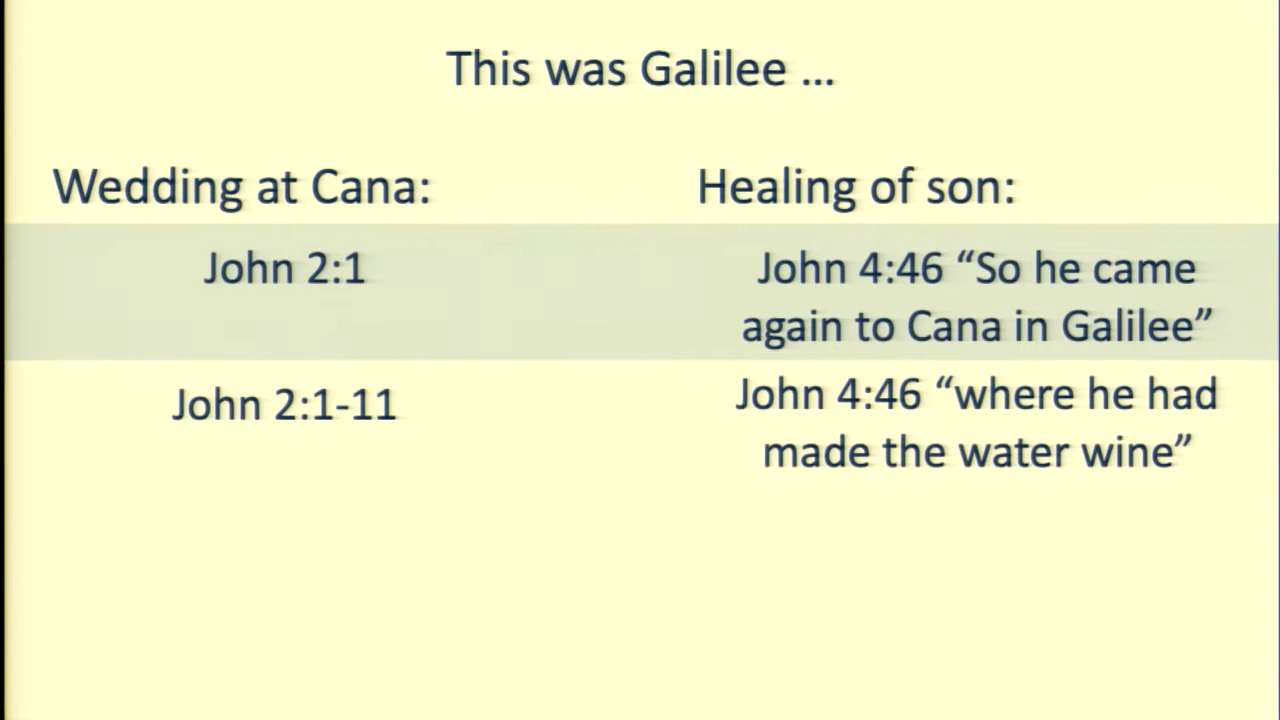 This was Galilee ...
Wedding at Cana:
Healing of son:
John 2:1
John 4:46 “So he came
again to Cana in Galilee”
John 2:1-11
John 4:46 “where he had
made the water wine”